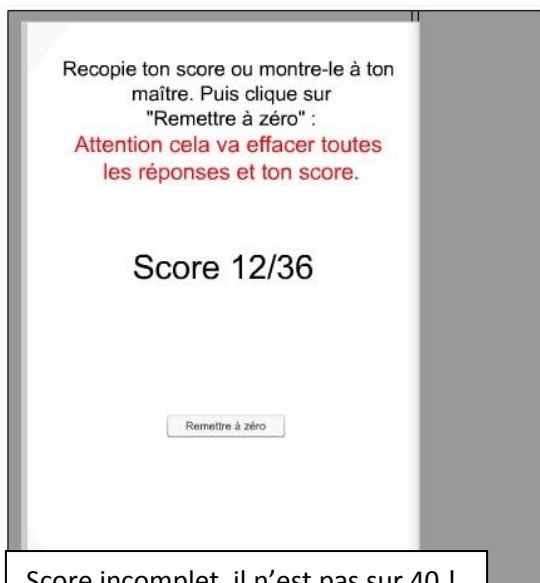 Recopie ton score ou montre-le à ton
maître. Puis clique sur
"Remettre à zéro" :
Attention cela va effacer toutes
les réponses et ton score.
Score 12/36
Remettre à zéro
Score incomplet, il n'est pas sur 40 !